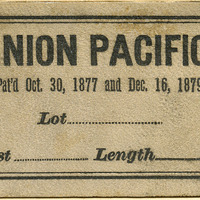 NION PACIFIC
Pat'd Oct. 30, 1877 and Dec. 16, 1879
Lot
st Length